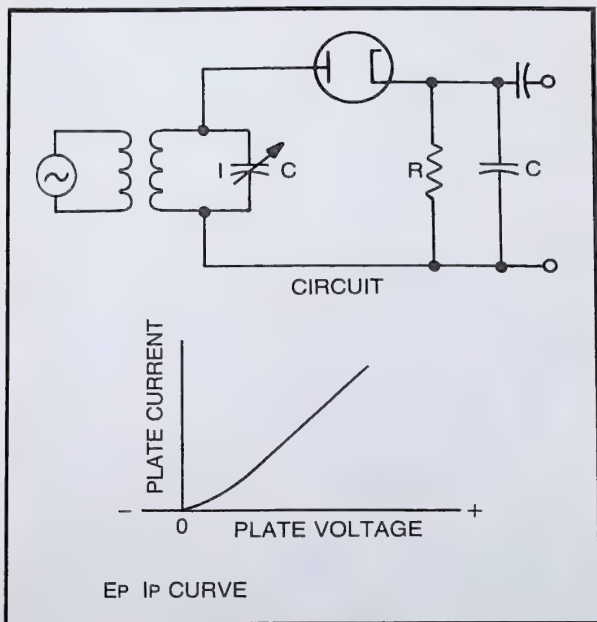 I C
R
C
CIRCUIT
PLATE CURRENT
- 0 +
PLATE VOLTAGE
EP IP CURVE